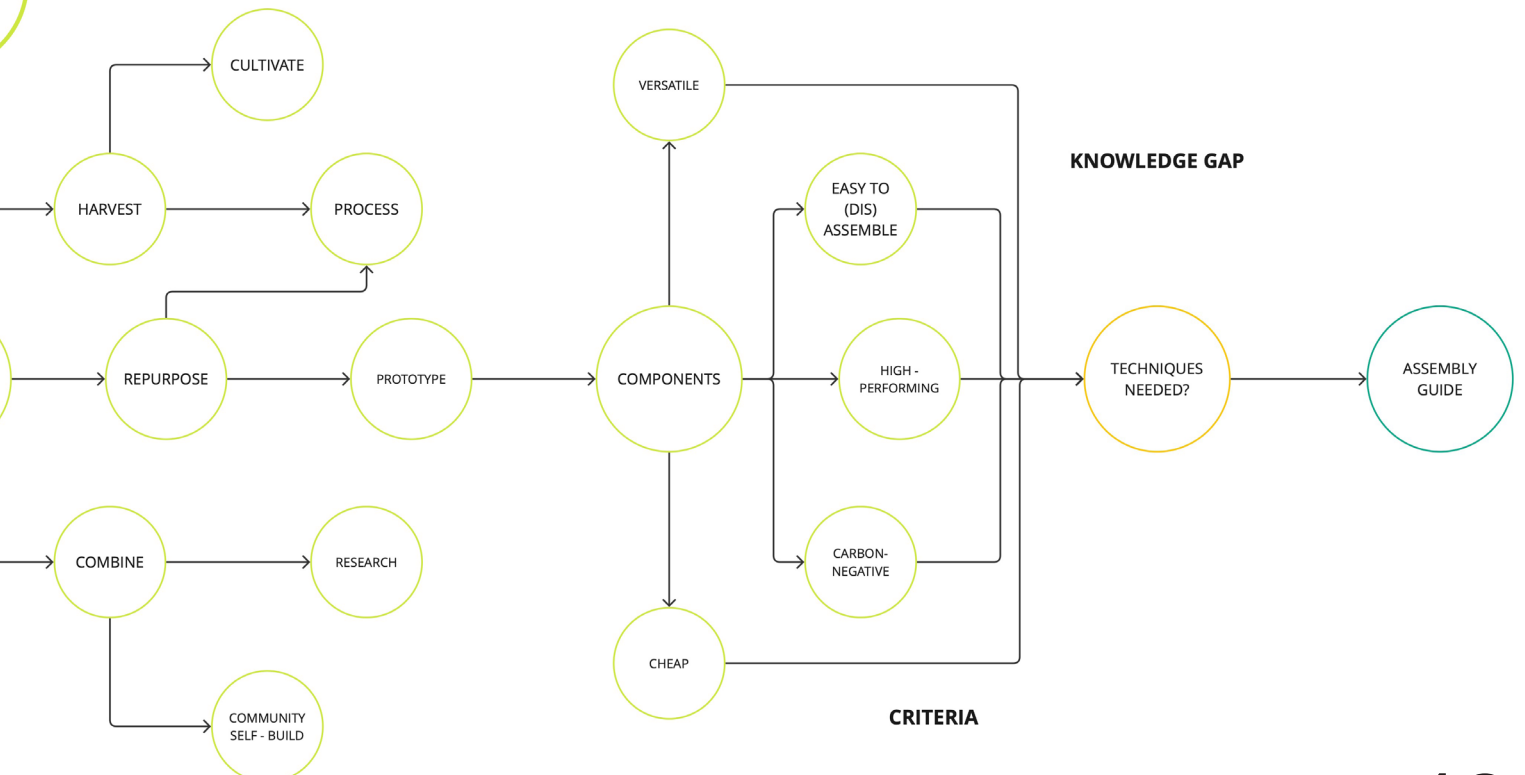 CULTIVATE
VERSATILE
KNOWLEDGE GAP
HARVEST
PROCESS
EASY TO
(DIS)
ASSEMBLE
REPURPOSE
PROTOTYPE
COMPONENTS
HIGH -
PERFORMING
TECHNIQUES
NEEDED?
ASSEMBLY
GUIDE
COMBINE
RESEARCH
CARBON-
NEGATIVE
CHEAP
COMMUNITY
SELF - BUILD
CRITERIA